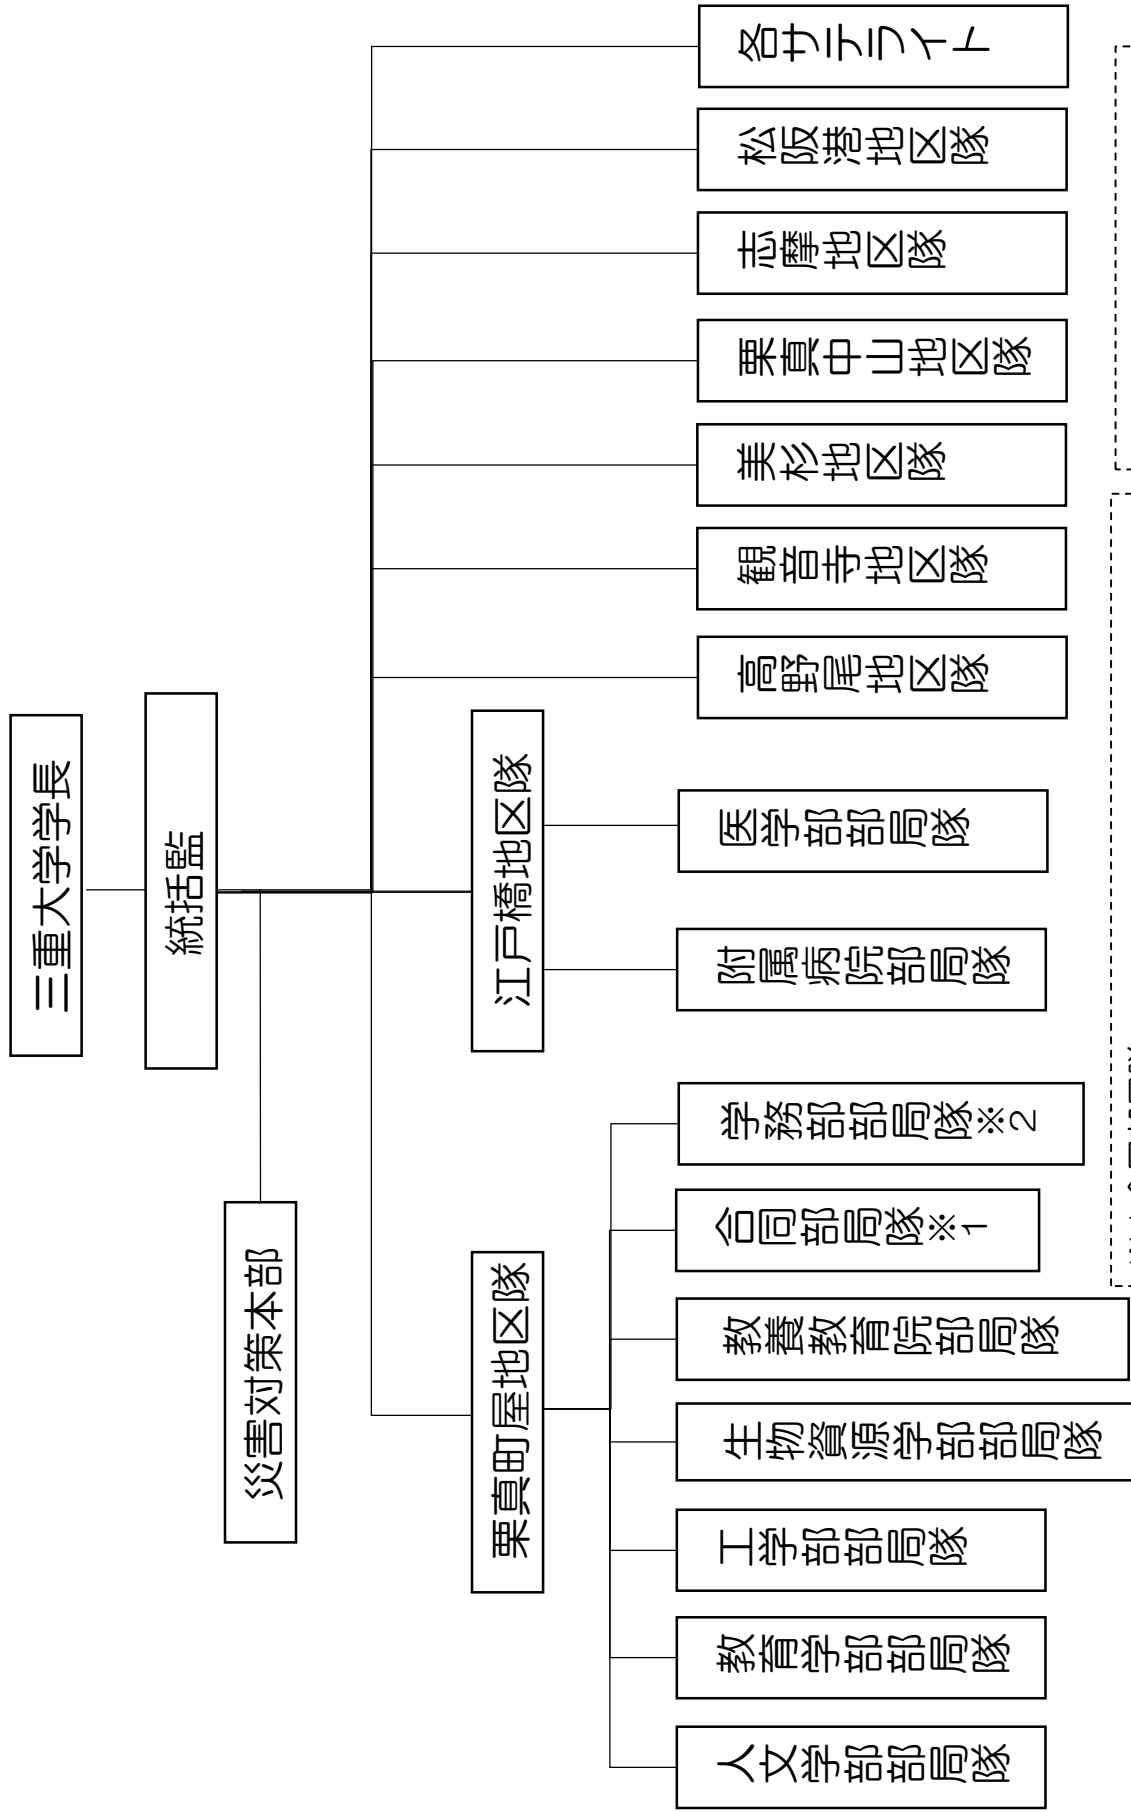 三重大学学長
統括監
災害対策本部
栗真町屋地区隊
江戸橋地区隊
人文学部部局隊
教育学部部局隊
工学部部局隊
生物資源学部部局隊
教養教育院部局隊
合同部局隊※1
学務部部局隊※2
附属病院部局隊
医学部部局隊
高野尾地区隊
観音寺地区隊
美杉地区隊
栗真中山地区隊
志摩地区隊
松阪港地区隊
各サテライト